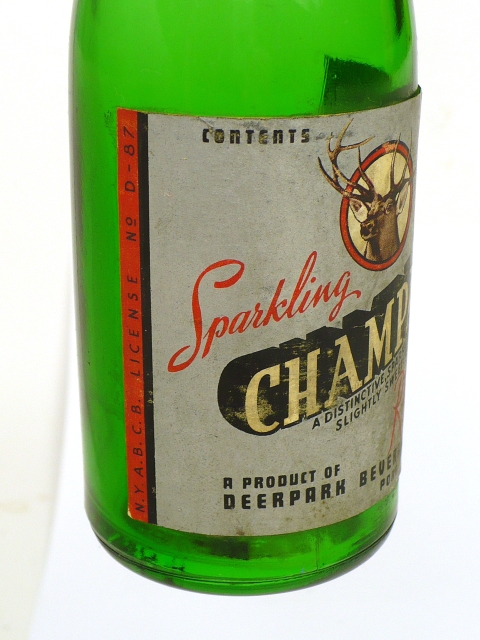 CONTENTS
N.Y.A.B.C.B. LICENSE No D-87
Sparkling
CHAMP
A DISTINCTIVE
SLIGHTLY
A PRODUCT OF
DEERPARK BEVER